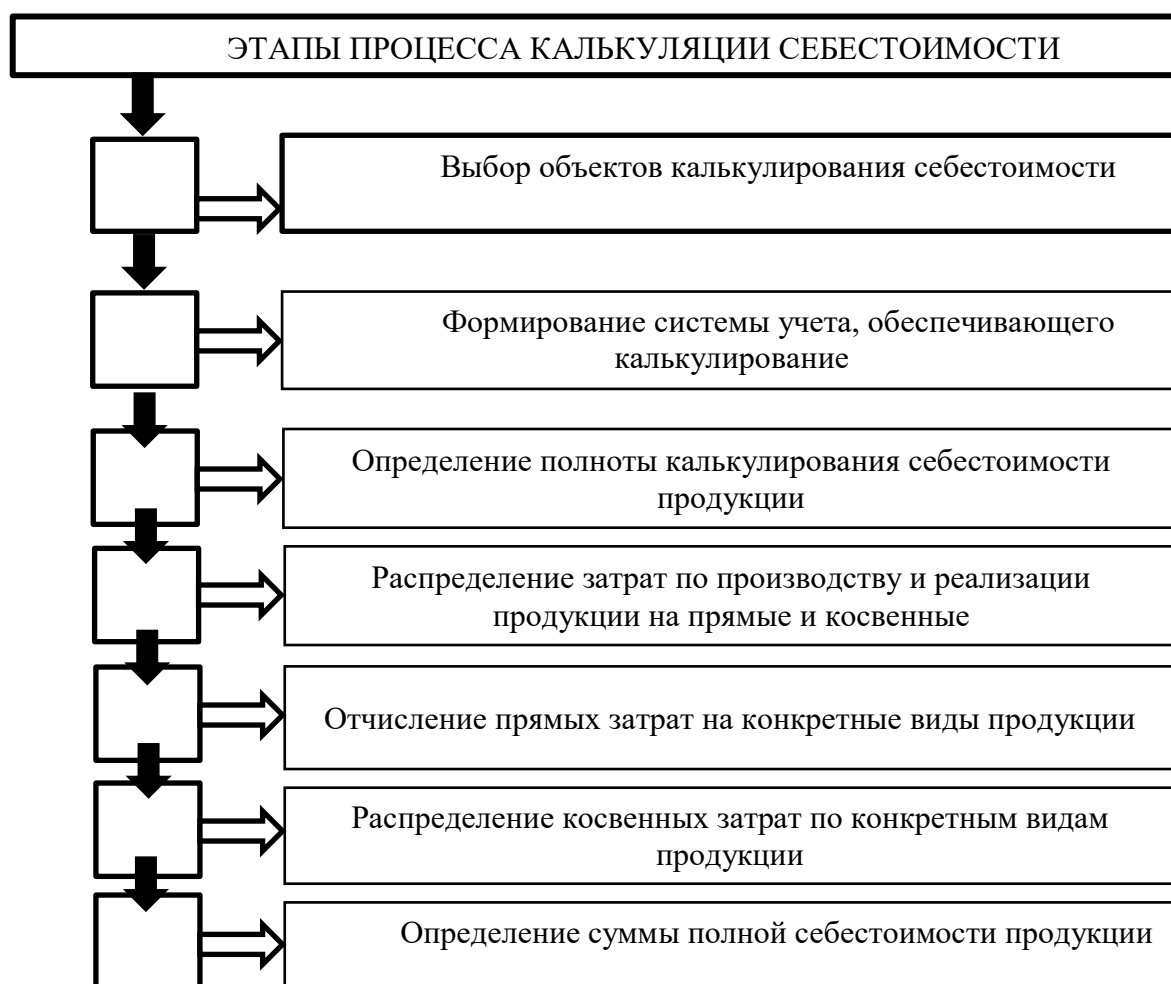 ЭТАПЫ ПРОЦЕССА КАЛЬКУЛЯЦИИ СЕБЕСТОИМОСТИ
Выбор объектов калькулирования себестоимости
Формирование системы учета, обеспечивающего
калькулирование
Определение полноты калькулирования себестоимости
продукции
Распределение затрат по производству и реализации
продукции на прямые и косвенные
Отчисление прямых затрат на конкретные виды продукции
Распределение косвенных затрат по конкретным видам
продукции
Определение суммы полной себестоимости продукции